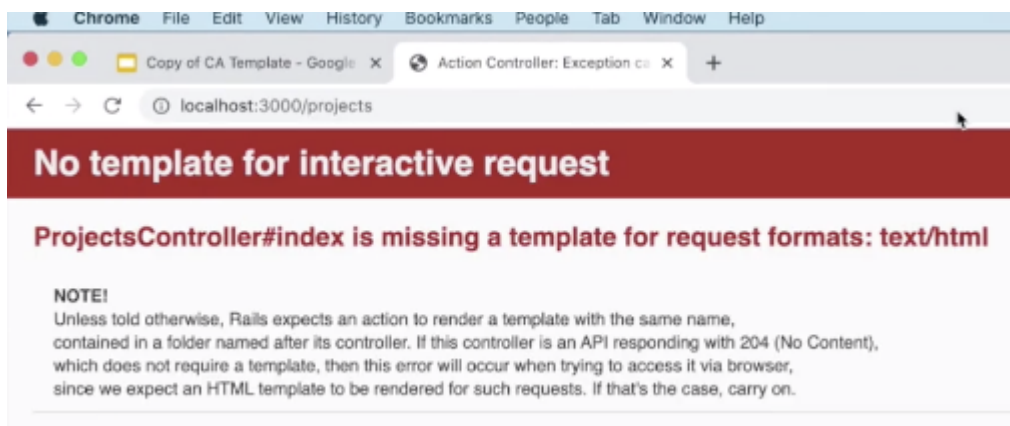 Chrome File Edit View History Bookmarks People Tab Window Help
Copy of CA Template - Google
Action Controller: Exception ca
localhost:3000/projects
No template for interactive request
ProjectsController#index is missing a template for request formats: text/html
NOTE!
Unless told otherwise, Rails expects an action to render a template with the same name,
contained in a folder named after its controller. If this controller is an API responding with 204 (No Content),
which does not require a template, then this error will occur when trying to access it via browser,
since we expect an HTML template to be rendered for such requests. If that's the case, carry on.